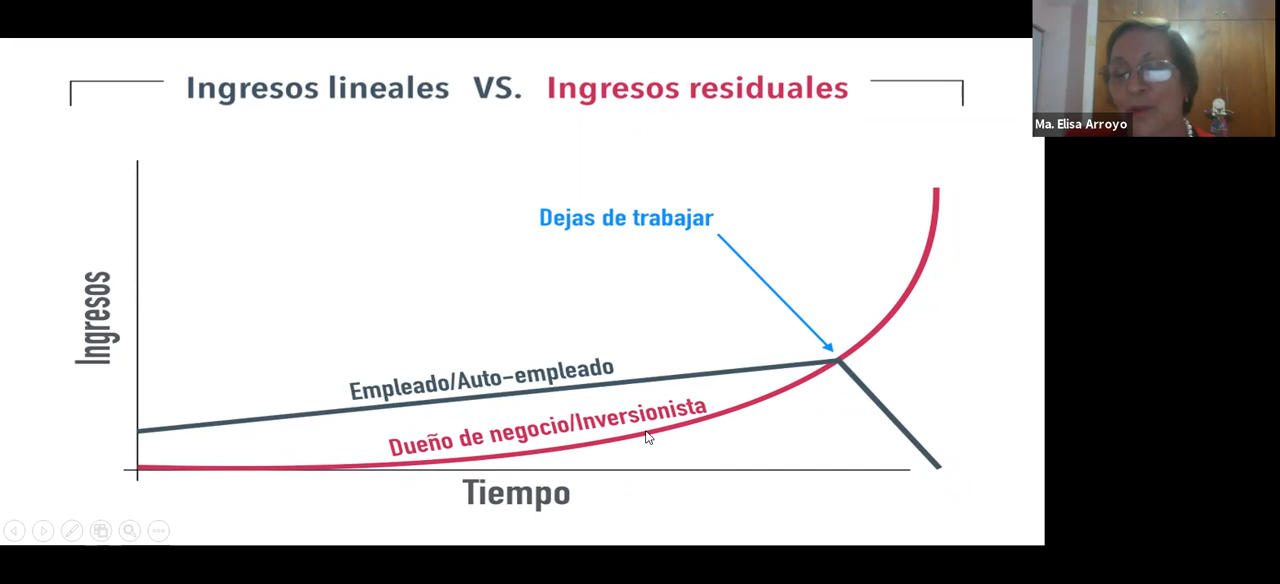 Ingresos lineales VS. Ingresos residuales
Ma. Elisa Arroyo
Dejas de trabajar
Ingresos
Empleado/Auto-empleado
Dueño de negocio/Inversionista
Tiempo